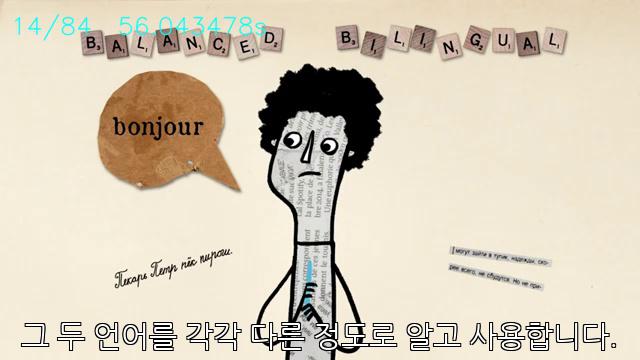 14/84 56.043478s
BALANCED BILINGUAL
bonjour
Пекарь Петр пёк пирог.
могут зайти в тупик, надежды, ско-
рее всего, не сбудутся. Но не при-
그 두 언어를 각각 다른 정도로 알고 사용합니다.